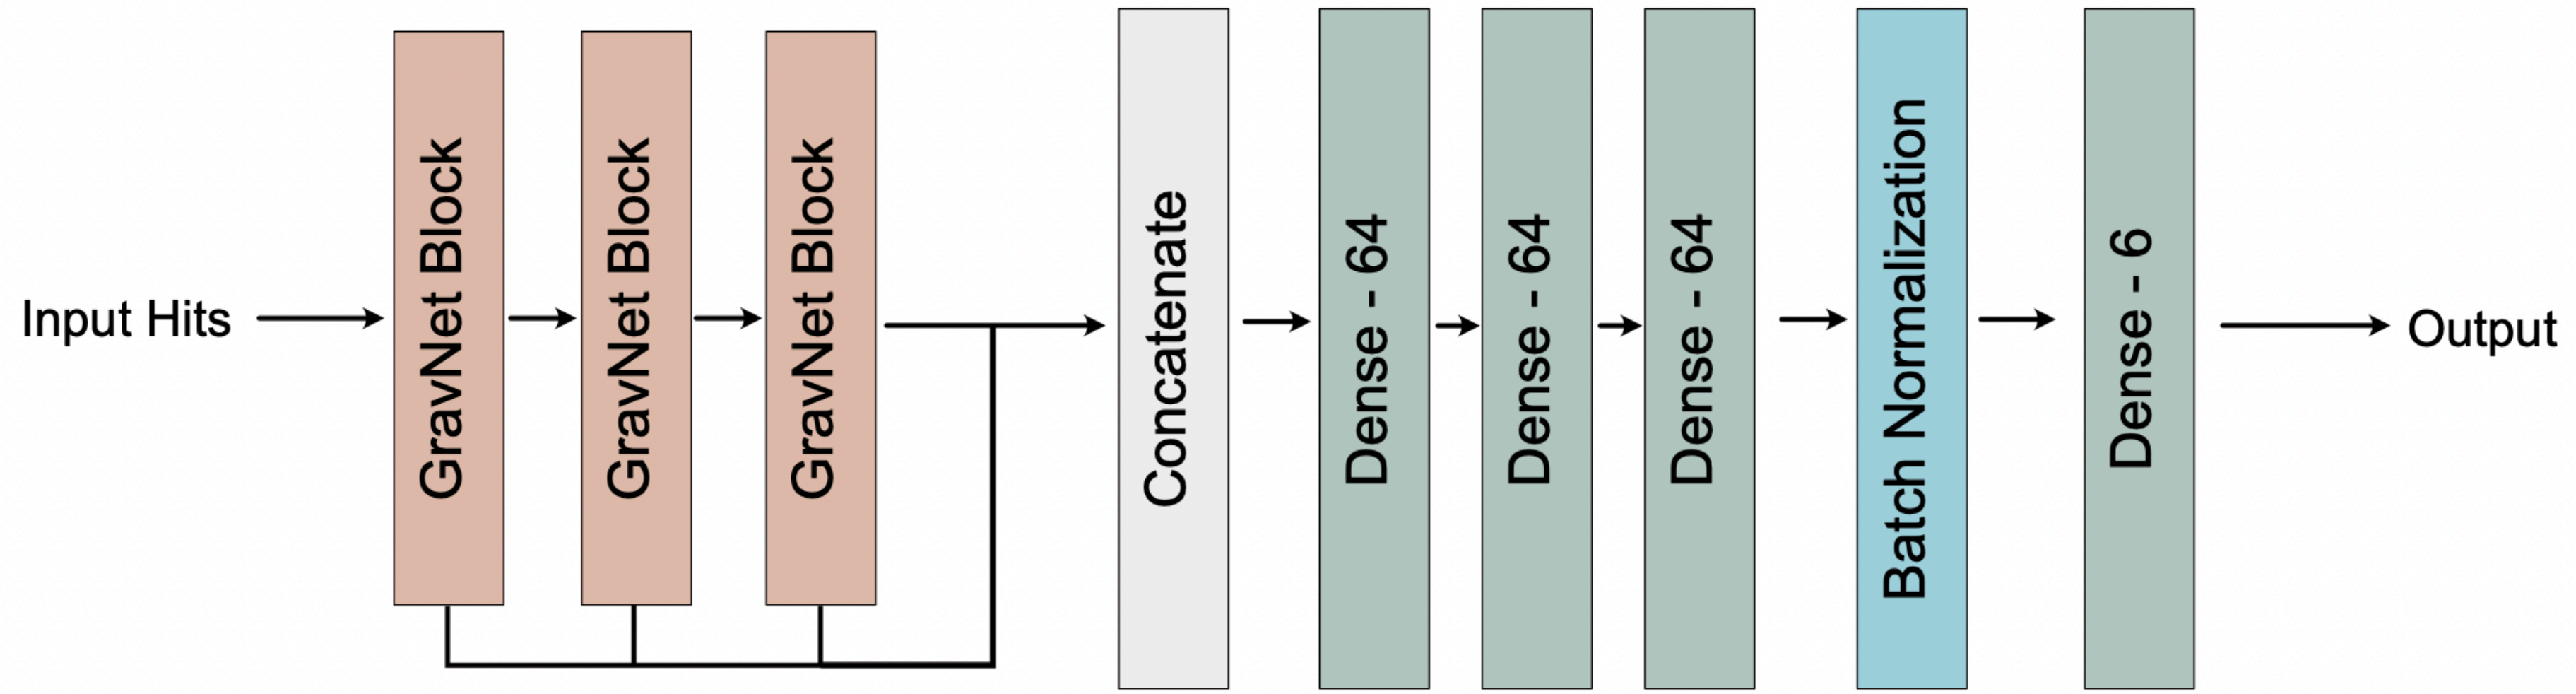 Input Hits
GravNet Block
GravNet Block
GravNet Block
Concatenate
Dense - 64
Dense - 64
Dense - 64
Batch Normalization
Dense - 6
Output